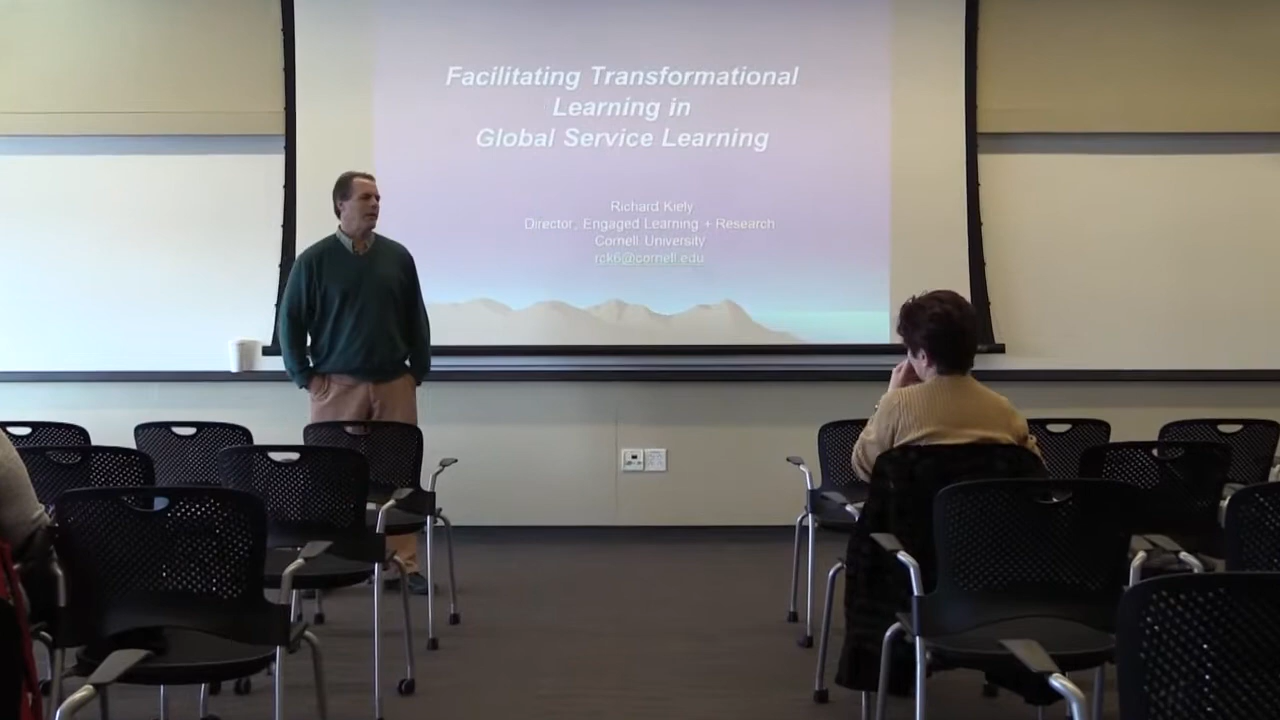 Facilitating Transformational
Learning in
Global Service Learning
Richard Kiely
Director, Engaged Learning + Research
Cornell University
rck6@cornell.edu